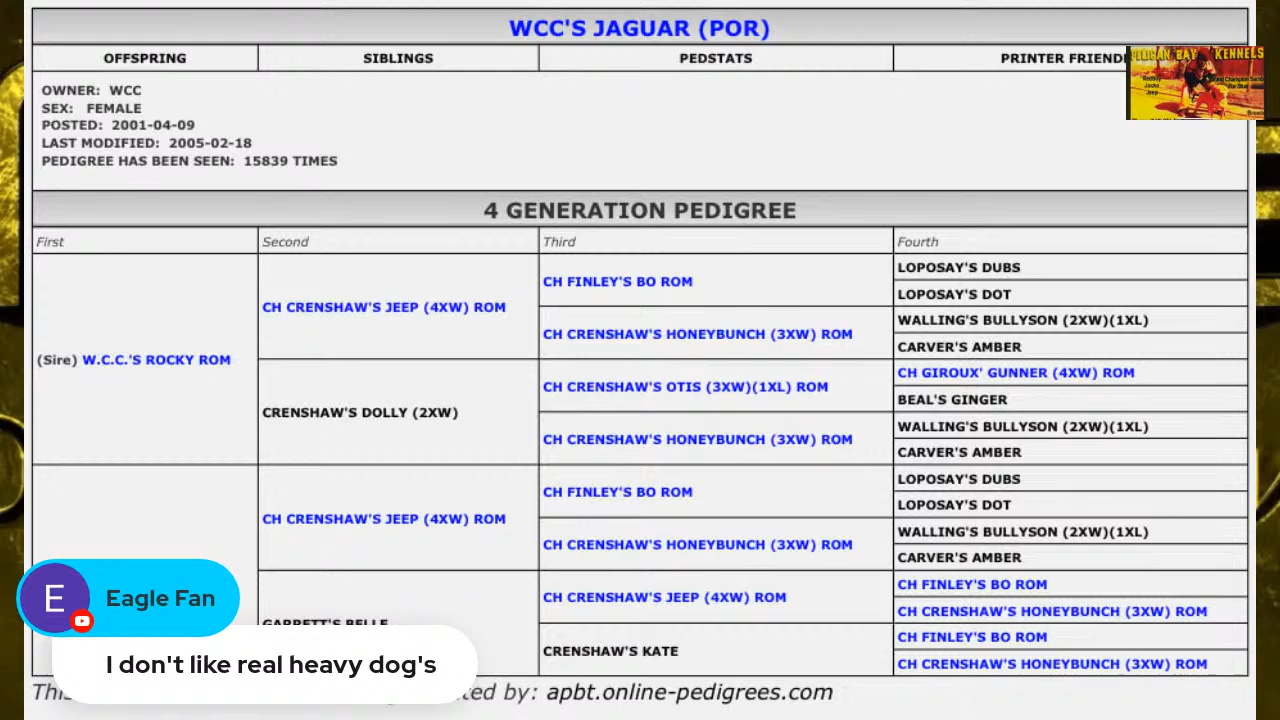 WCC'S JAGUAR (POR)
OFFSPRING SIBLINGS PEDSTATS PRINTER FRIENDL
KENNELS
OWNER: WCC
SEX: FEMALE
POSTED: 2001-04-09
LAST MODIFIED: 2005-02-18
PEDIGREE HAS BEEN SEEN: 15839 TIMES
4 GENERATION PEDIGREE
First Second Third Fourth
(Sire) W.C.C.'S ROCKY ROM
CH CRENSHAW'S JEEP (4XW) ROM
CH FINLEY'S BO ROM
LOPOSAY'S DUBS
LOPOSAY'S DOT
CH CRENSHAW'S HONEYBUNCH (3XW) ROM
WALLING'S BULLYSON (2XW)(1XL)
CARVER'S AMBER
CRENSHAW'S DOLLY (2XW)
CH CRENSHAW'S OTIS (3XW)(1XL) ROM
CH GIROUX' GUNNER (4XW) ROM
BEAL'S GINGER
CH CRENSHAW'S HONEYBUNCH (3XW) ROM
WALLING'S BULLYSON (2XW)(1XL)
CARVER'S AMBER
CH CRENSHAW'S JEEP (4XW) ROM
CH FINLEY'S BO ROM
LOPOSAY'S DUBS
LOPOSAY'S DOT
CH CRENSHAW'S HONEYBUNCH (3XW) ROM
WALLING'S BULLYSON (2XW)(1XL)
CARVER'S AMBER
GARRETT'S BELLE
CH CRENSHAW'S JEEP (4XW) ROM
CH FINLEY'S BO ROM
CH CRENSHAW'S HONEYBUNCH (3XW) ROM
CRENSHAW'S KATE
CH FINLEY'S BO ROM
CH CRENSHAW'S HONEYBUNCH (3XW) ROM
E Eagle Fan
I don't like real heavy dog's
by: apbt.online-pedigrees.com